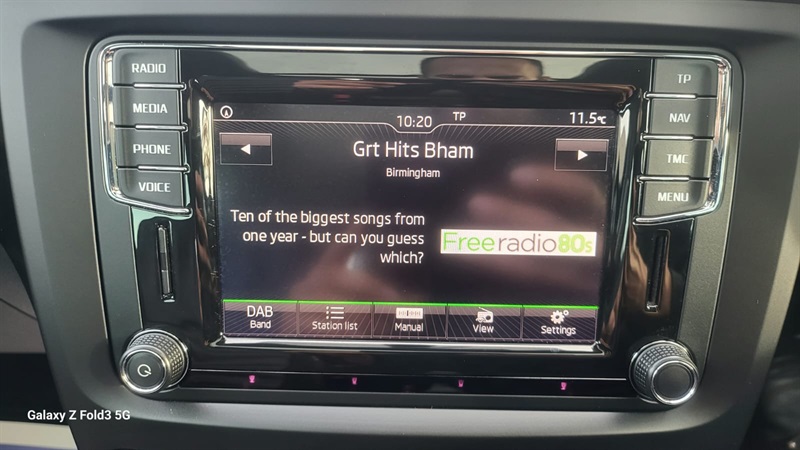 RADIO
MEDIA
PHONE
VOICE
TP
NAV
TMC
MENU
10:20
TP
11.5℃
Grt Hits Bham
Birmingham
Ten of the biggest songs from
one year - but can you guess
which?
Freeradio80s
DAB
Band
Station list
Manual
View
Settings
Galaxy Z Fold3 5G